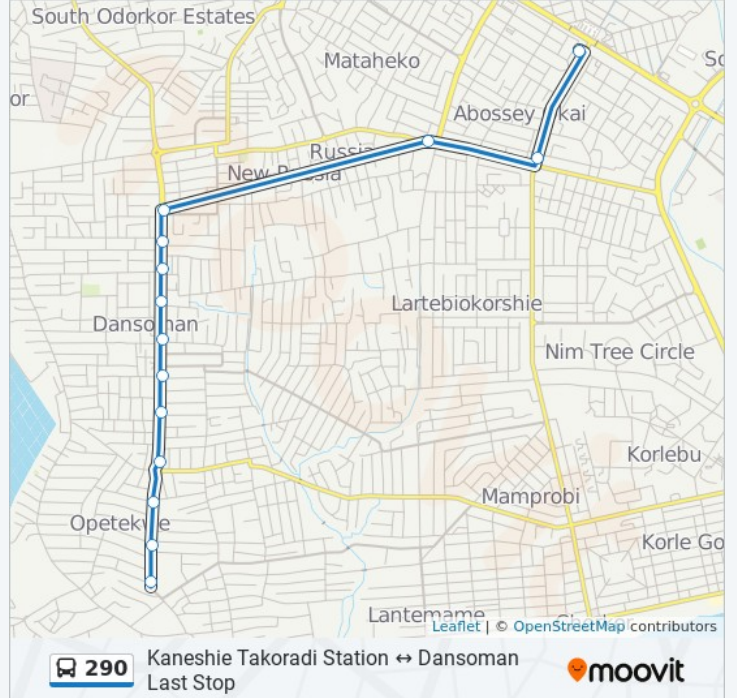 South Odorkor Estates
Mataheko
So
or
Abossey kai
Russia
New Russia
Lartebiokorshie
Dansoman
Nim Tree Circle
Korlebu
Mamprobi
Opetekwe
Korle Go
Lantemame
Leaflet | © OpenStreetMap contributors
290
Kaneshie Takoradi Station ↔ Dansoman
Last Stop
moovit